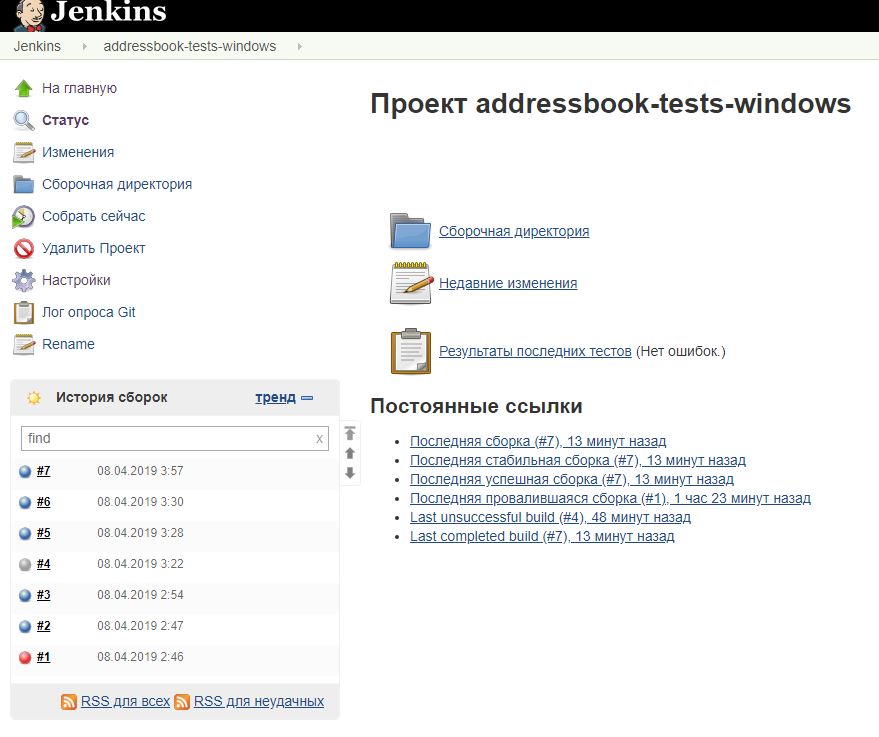 Jenkins
Jenkins addressbook-tests-windows
На главную
Статус
Изменения
Сборочная директория
Собрать сейчас
Удалить Проект
Настройки
Лог опроса Git
Rename
История сборок тренд
find x
#7 08.04.2019 3:57
#6 08.04.2019 3:30
#5 08.04.2019 3:28
#4 08.04.2019 3:22
#3 08.04.2019 2:54
#2 08.04.2019 2:47
#1 08.04.2019 2:46
RSS для всех RSS для неудачных
Проект addressbook-tests-windows
Сборочная директория
Недавние изменения
Результаты последних тестов (Нет ошибок.)
Постоянные ссылки
Последняя сборка (#7), 13 минут назад
Последняя стабильная сборка (#7), 13 минут назад
Последняя успешная сборка (#7), 13 минут назад
Последняя провалившаяся сборка (#1), 1 час 23 минут назад
Last unsuccessful build (#4), 48 минут назад
Last completed build (#7), 13 минут назад